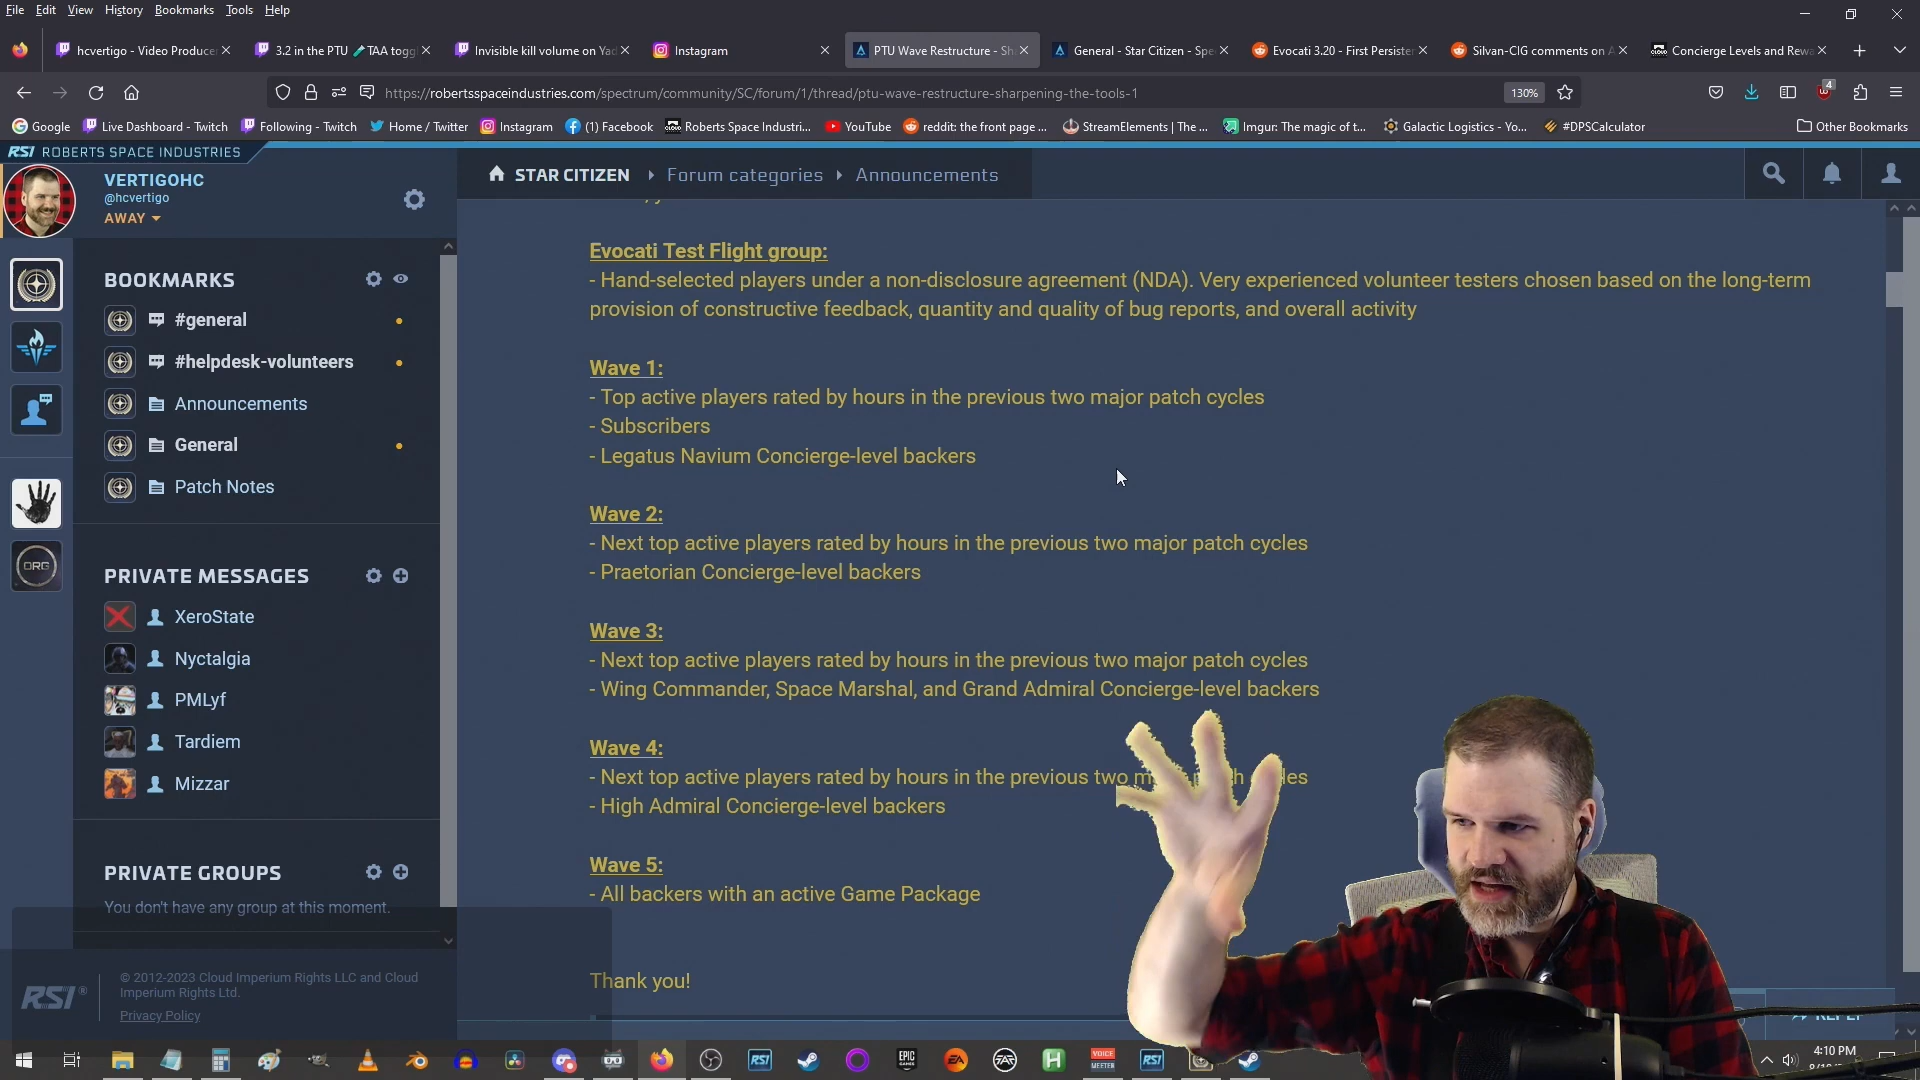 File Edit View History Bookmarks Tools Help
hcvertigo - Video Producer
3.2 in the PTU 🧪TAA togg
Invisible kill volume on Yac
Instagram
PTU Wave Restructure - Sh
General - Star Citizen - Spe
Evocati 3.20 - First Persister
Silvan-CIG comments on A
Concierge Levels and Rewa
https://robertsspaceindustries.com/spectrum/community/SC/forum/1/thread/ptu-wave-restructure-sharpening-the-tools-1
130%
4
Google
Live Dashboard - Twitch
Following - Twitch
Home / Twitter
Instagram
(1) Facebook
Roberts Space Industri...
YouTube
reddit: the front page ...
StreamElements | The ...
Imgur: The magic of t...
Galactic Logistics - Yo...
#DPSCalculator
Other Bookmarks
RSI ROBERTS SPACE INDUSTRIES
VERTIGOHC
@hcvertigo
AWAY
STAR CITIZEN
Forum categories
Announcements
BOOKMARKS
#general
#helpdesk-volunteers
Announcements
General
Patch Notes
ORG
PRIVATE MESSAGES
XeroState
Nyctalgia
PMLyf
Tardiem
Mizzar
PRIVATE GROUPS
You don't have any group at this moment.
RSI®
© 2012-2023 Cloud Imperium Rights LLC and Cloud
Imperium Rights Ltd.
Privacy Policy
Evocati Test Flight group:
- Hand-selected players under a non-disclosure agreement (NDA). Very experienced volunteer testers chosen based on the long-term
provision of constructive feedback, quantity and quality of bug reports, and overall activity
Wave 1:
- Top active players rated by hours in the previous two major patch cycles
- Subscribers
- Legatus Navium Concierge-level backers
Wave 2:
- Next top active players rated by hours in the previous two major patch cycles
- Praetorian Concierge-level backers
Wave 3:
- Next top active players rated by hours in the previous two major patch cycles
- Wing Commander, Space Marshal, and Grand Admiral Concierge-level backers
Wave 4:
- Next top active players rated by hours in the previous two
- High Admiral Concierge-level backers
Wave 5:
- All backers with an active Game Package
Thank you!
RSI
EPIC GAMES
EA
H
VOICE MEETER
RSI
4:10 PM